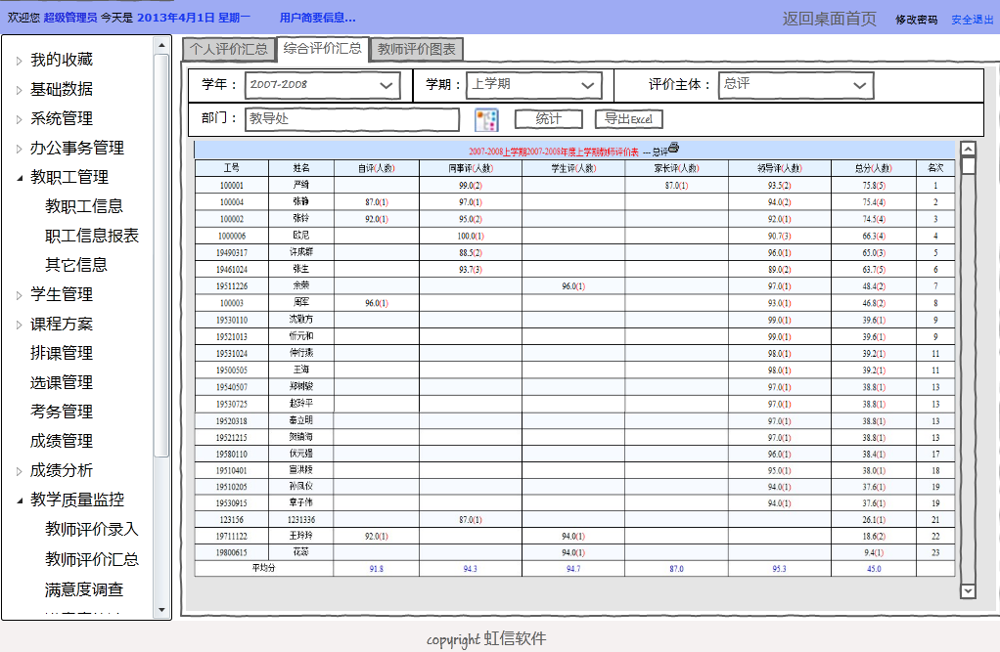 欢迎您 超级管理员 今天是 2013年4月1日 星期一 用户简要信息... 返回桌面首页 修改密码 安全退出
我的收藏
基础数据
系统管理
办公事务管理
教职工管理
教职工信息
职工信息报表
其它信息
学生管理
课程方案
排课管理
选课管理
考务管理
成绩管理
成绩分析
教学质量监控
教师评价录入
教师评价汇总
满意度调查
个人评价汇总 综合评价汇总 教师评价图表
学年： 2007-2008 学期： 上学期 评价主体： 总评
部门： 教导处 统计 导出Excel
2007-2008上学期2007-2008年度上学期教师评价表 --- 总评
工号 姓名 自评(人数) 同事评(人数) 学生评(人数) 家长评(人数) 领导评(人数) 总分(人数) 名次
100001 严绮 99.0(2) 87.0(1) 93.5(2) 75.8(5) 1
100004 张静 87.0(1) 97.0(1) 94.0(2) 75.4(4) 2
100002 张铃 92.0(1) 95.0(2) 92.0(1) 74.5(4) 3
1000006 欧尼 100.0(1) 90.7(3) 66.3(4) 4
19490317 许成群 88.5(2) 96.0(1) 65.0(3) 5
19461024 张生 93.7(3) 89.0(2) 63.7(5) 6
19511226 余荣 96.0(1) 97.0(1) 48.4(2) 7
100003 周军 96.0(1) 93.0(1) 46.8(2) 8
19530110 沈毅方 99.0(1) 39.6(1) 9
19521013 忻元和 99.0(1) 39.6(1) 9
19531024 仲行燕 98.0(1) 39.2(1) 11
19500505 王海 98.0(1) 39.2(1) 11
19540507 郑树骏 97.0(1) 38.8(1) 13
19530725 赵玲平 97.0(1) 38.8(1) 13
19520318 秦立明 97.0(1) 38.8(1) 13
19521215 贺镇海 97.0(1) 38.8(1) 13
19580110 伏元强 96.0(1) 38.4(1) 17
19510401 富洪陵 95.0(1) 38.0(1) 18
19510205 孙凤仪 94.0(1) 37.6(1) 19
19530915 章子伟 94.0(1) 37.6(1) 19
123156 1231336 87.0(1) 26.1(1) 21
19711122 王玲玲 92.0(1) 94.0(1) 18.6(2) 22
19800615 花蕊 94.0(1) 9.4(1) 23
平均分 91.8 94.3 94.7 87.0 95.3 45.0
copyright 虹信软件